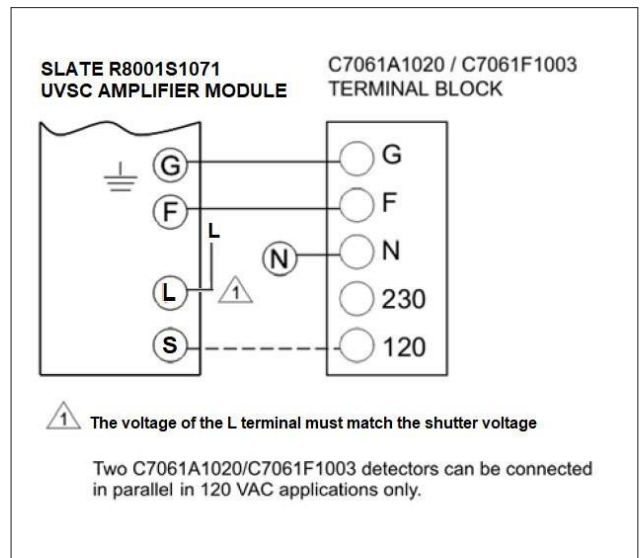 SLATE R8001S1071
UVSC AMPLIFIER MODULE
C7061A1020 / C7061F1003
TERMINAL BLOCK
G
G
F
F
L
N
N
L
1
230
S
120
1 The voltage of the L terminal must match the shutter voltage
Two C7061A1020/C7061F1003 detectors can be connected
in parallel in 120 VAC applications only.